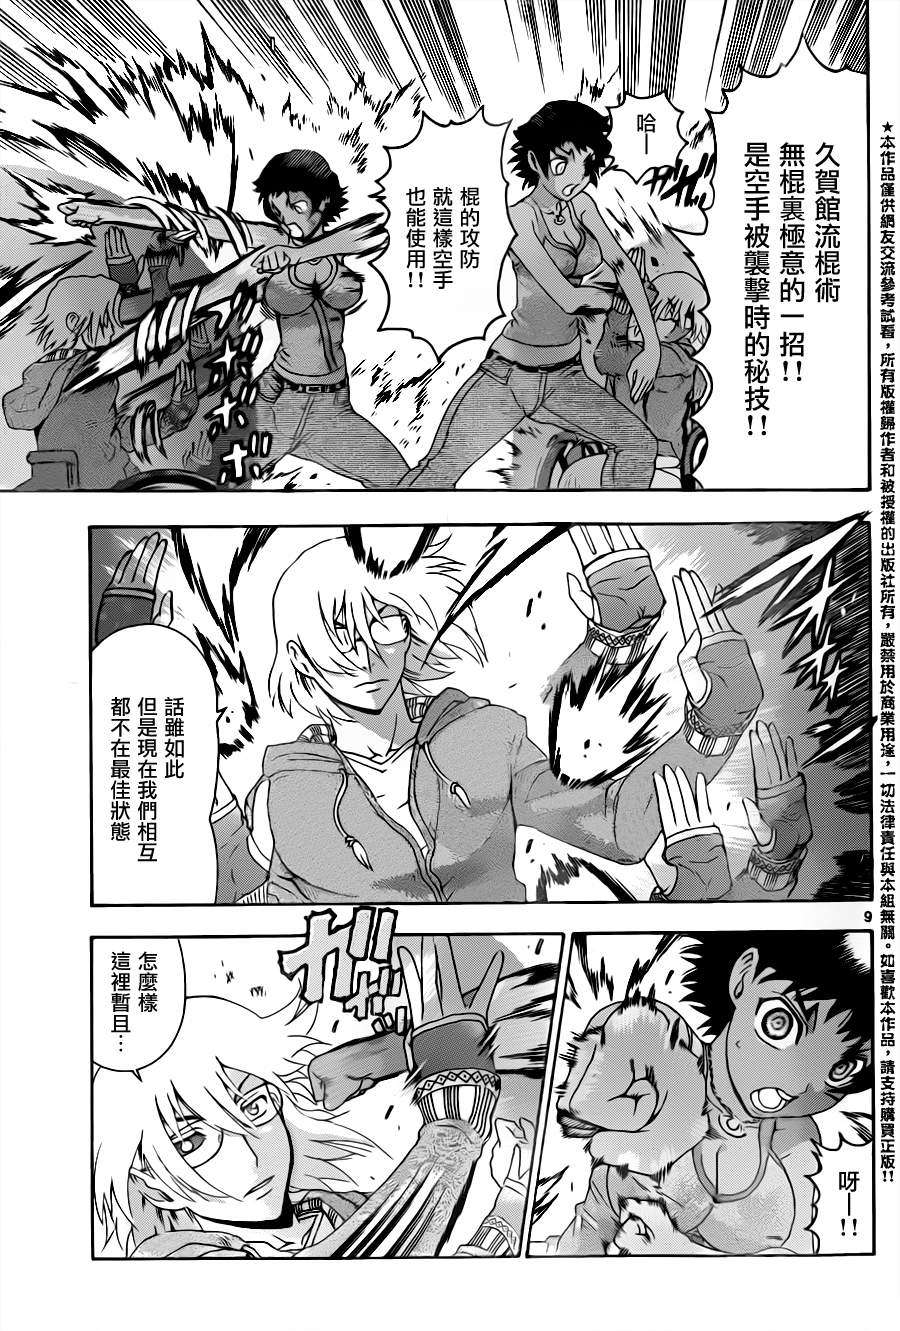 久賀館流棍術
無棍裏極意的一招!!
是空手被襲擊時的秘技!!
哈—
棍的攻防
就這樣空手
也能使用!!
ガガガガ
話雖如此
但是現在我們相互
都不在最佳狀態
9
呀—!!
ガガ
怎麼樣
這裡暫且…
★本作品僅供網友交流參考試看，所有版權歸作者和被授權的出版社所有，嚴禁用於商業用途，一切法律責任與本組無關。如喜歡本作品，請支持購買正版!!